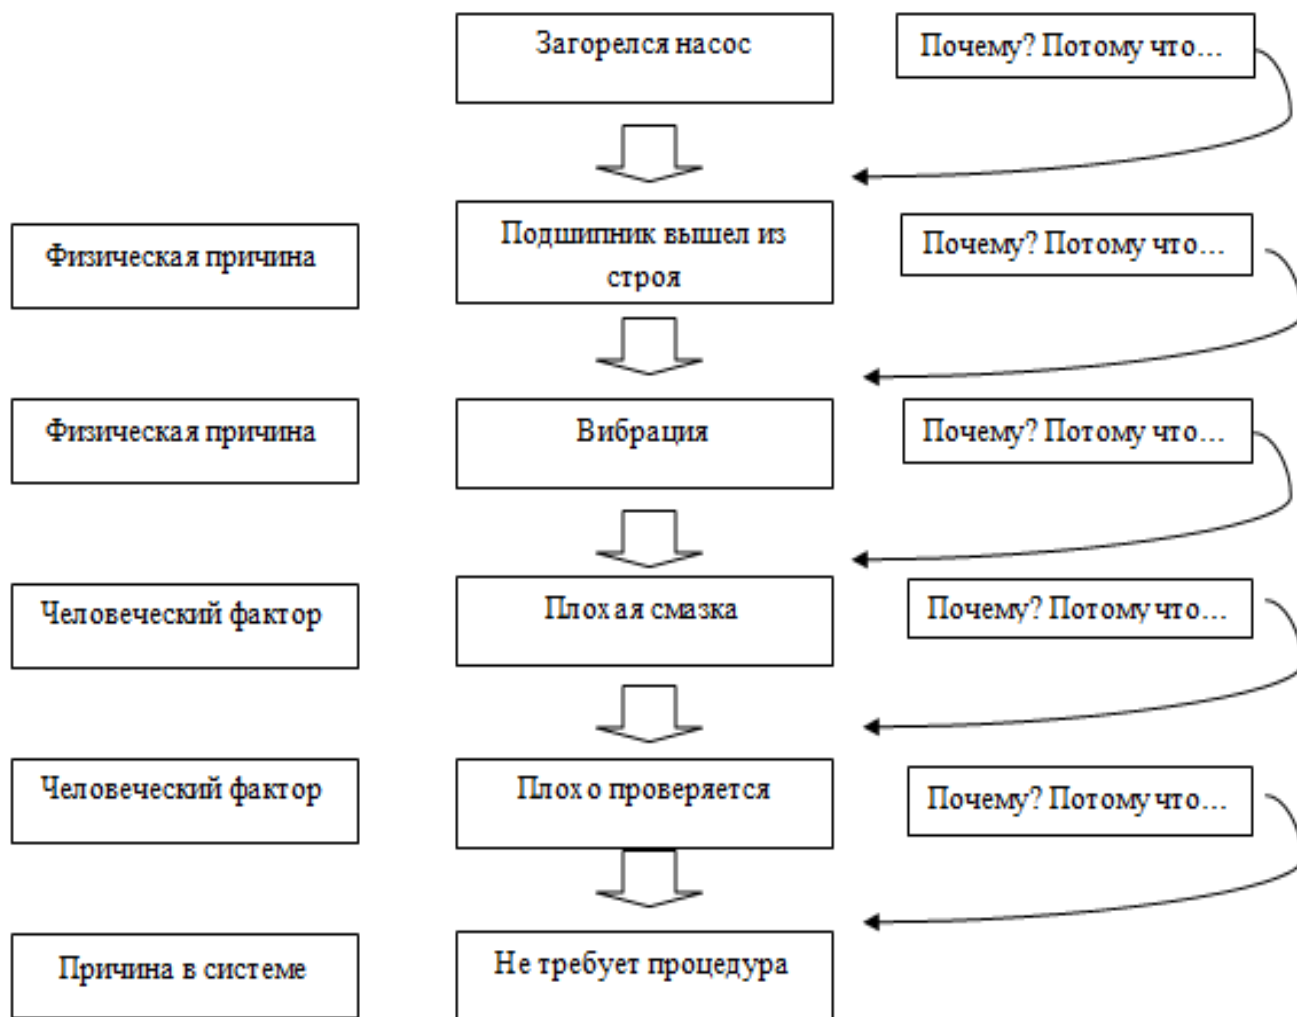 Загорелся насос
Почему? Потому что...
Физическая причина
Подшипник вышел из
строя
Почему? Потому что...
Физическая причина
Вибрация
Почему? Потому что...
Человеческий фактор
Плохая смазка
Почему? Потому что...
Человеческий фактор
Плохо проверяется
Почему? Потому что...
Причина в системе
Не требует процедура